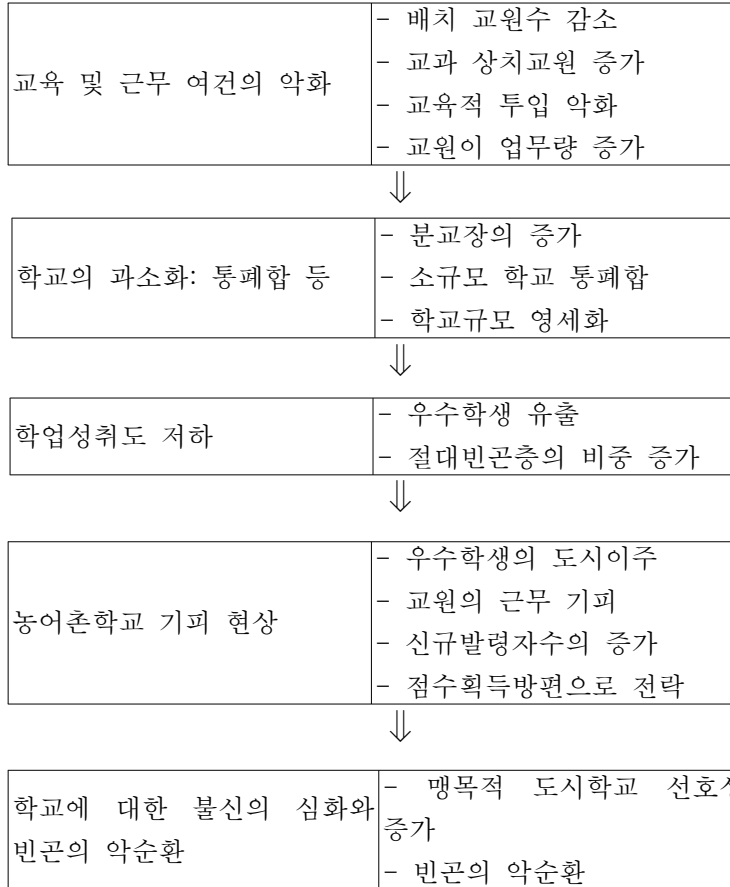 교육 및 근무 여건의 악화
- 배치 교원수 감소
- 교과 상치교원 증가
- 교육적 투입 악화
- 교원이 업무량 증가
⇓
학교의 과소화: 통폐합 등
- 분교장의 증가
- 소규모 학교 통폐합
- 학교규모 영세화
⇓
학업성취도 저하
- 우수학생 유출
- 절대빈곤층의 비중 증가
⇓
농어촌학교 기피 현상
- 우수학생의 도시이주
- 교원의 근무 기피
- 신규발령자수의 증가
- 점수획득방편으로 전락
⇓
학교에 대한 불신의 심화와
빈곤의 악순환
- 맹목적 도시학교
증가
- 빈곤의 악순환